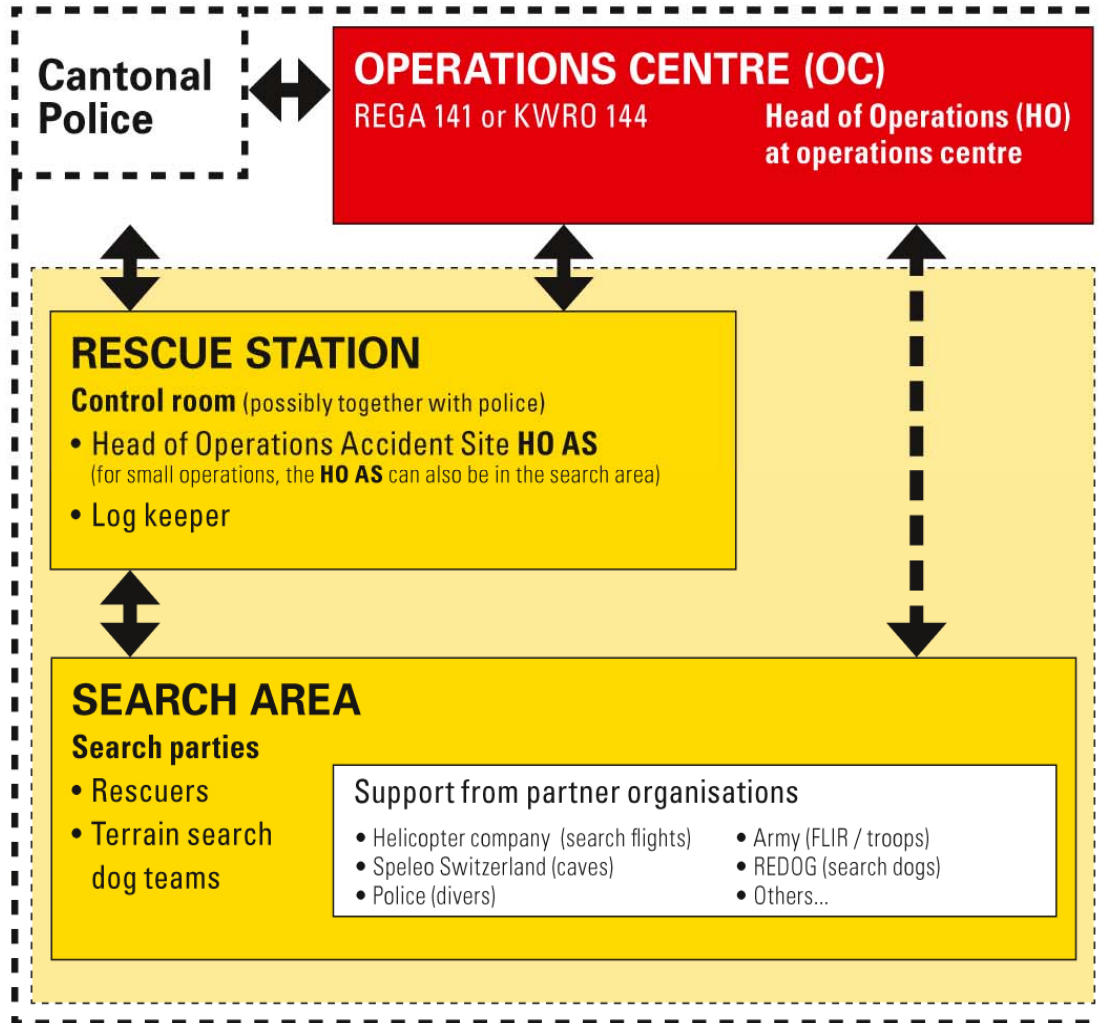 Cantonal
Police
OPERATIONS CENTRE (OC)
REGA 141 or KWRO 144
Head of Operations (HO)
at operations centre
RESCUE STATION
Control room (possibly together with police)
• Head of Operations Accident Site HO AS
(for small operations, the HO AS can also be in the search area)
• Log keeper
SEARCH AREA
Search parties
• Rescuers
• Terrain search
dog teams
Support from partner organisations
• Helicopter company (search flights)
• Speleo Switzerland (caves)
• Police (divers)
• Army (FLIR / troops)
• REDOG (search dogs)
• Others...